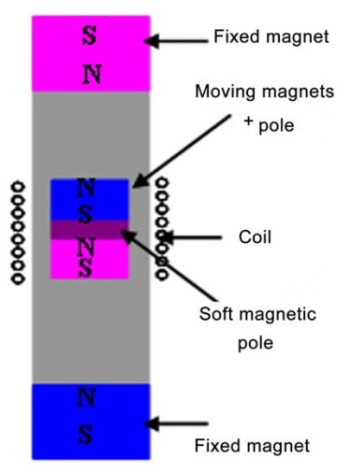 S
Fixed magnet
N
Moving magnets
+ pole
N
S
Coil
N
S
Soft magnetic
pole
N
S
Fixed magnet